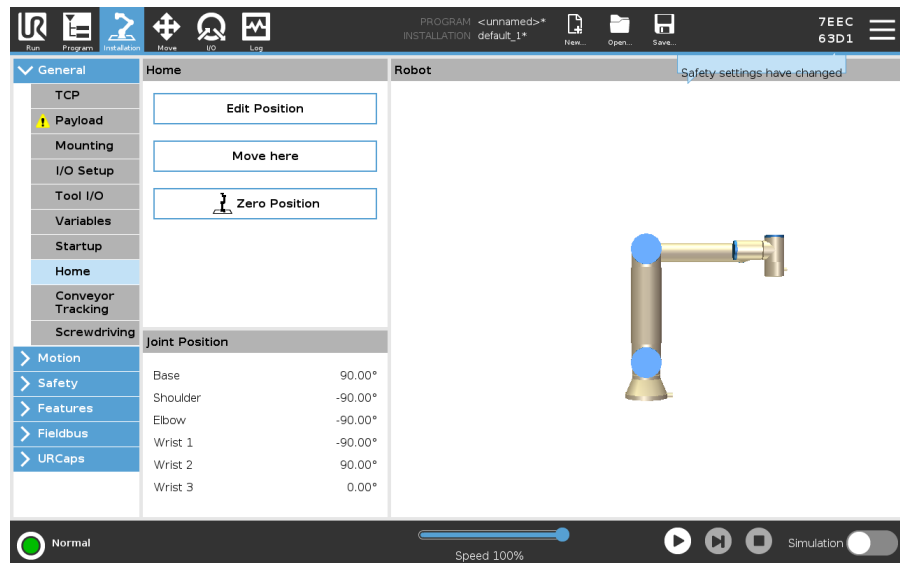 PROGRAM <unnamed>*
INSTALLATION default_1*
7EEC
63D1
Run
Program
Installation
Move
I/O
Log
New...
Open...
Save...
Safety settings have changed
General
TCP
Payload
Mounting
I/O Setup
Tool I/O
Variables
Startup
Home
Conveyor
Tracking
Screwdriving
Motion
Safety
Features
Fieldbus
URCaps
Home
Edit Position
Move here
Zero Position
Joint Position
Base 90.00°
Shoulder -90.00°
Elbow -90.00°
Wrist 1 -90.00°
Wrist 2 90.00°
Wrist 3 0.00°
Robot
Normal
Speed 100%
Simulation